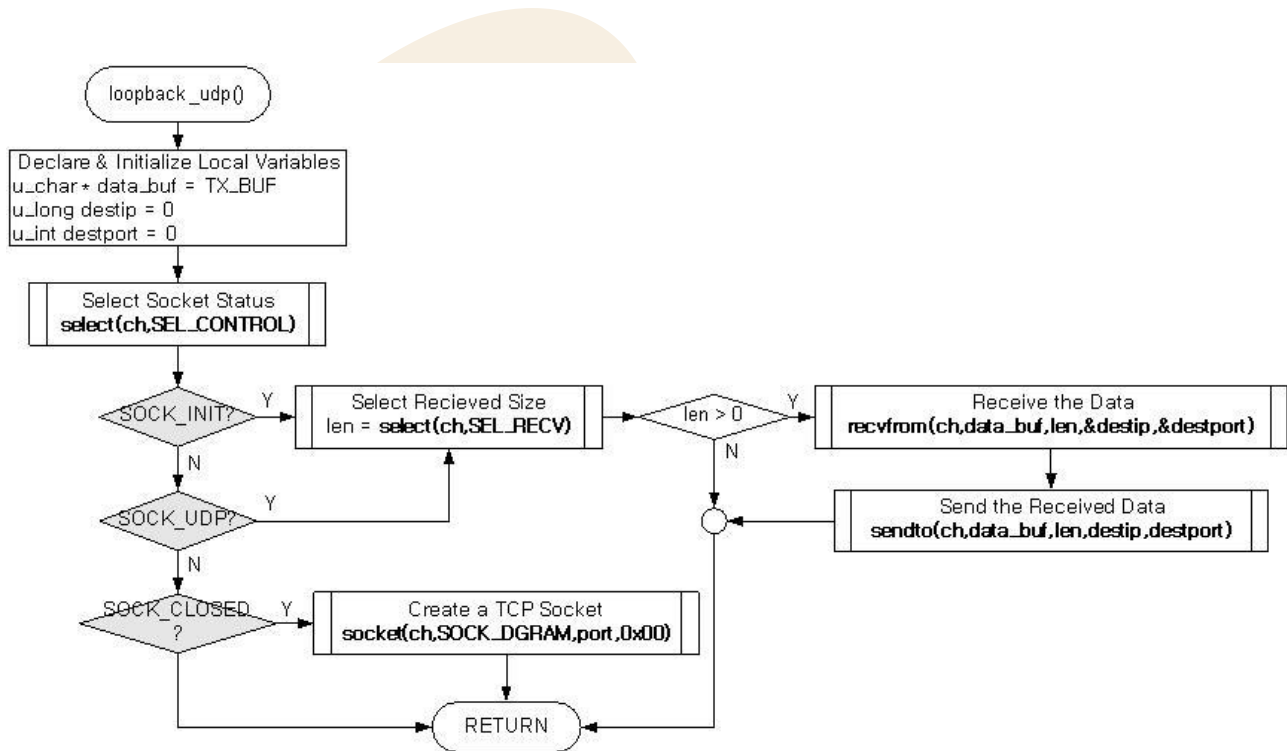 loopback_udp()
Declare & Initialize Local Variables
u_char * data_buf = TX_BUF
u_long destip = 0
u_int destport = 0
Select Socket Status
select(ch,SEL_CONTROL)
SOCK_INIT?
Y
N
Select Recieved Size
len = select(ch,SEL_RECV)
len > 0
Y
N
Receive the Data
recvfrom(ch,data_buf,len,&destip,&destport)
Send the Received Data
sendto(ch,data_buf,len,destip,destport)
SOCK_UDP?
Y
N
SOCK_CLOSED
?
Y
Create a TCP Socket
socket(ch,SOCK_DGRAM,port,0x00)
RETURN